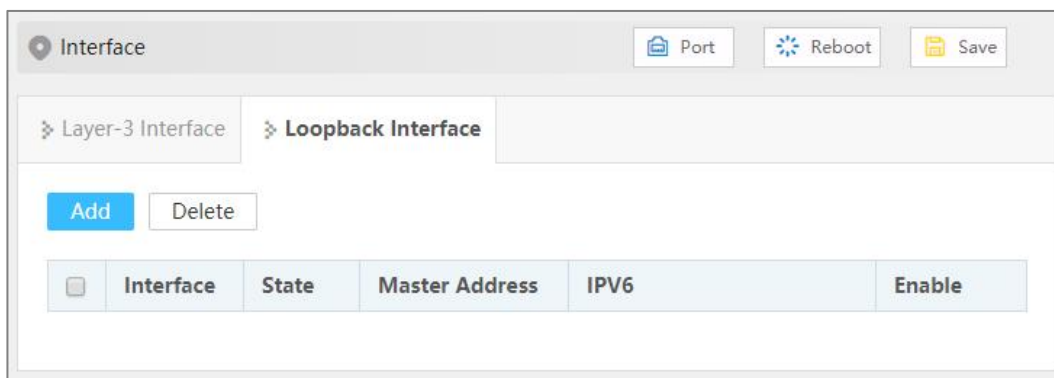 Interface Port Reboot Save
Layer-3 Interface Loopback Interface
Add Delete
Interface State Master Address IPV6 Enable